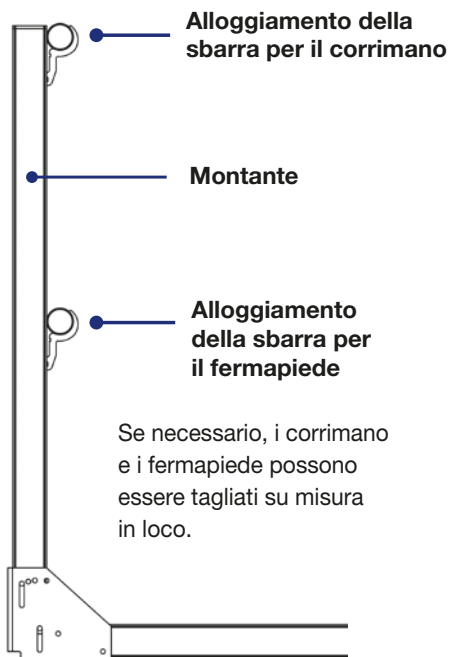 Alloggiamento della
sbarra per il corrimano
Montante
Alloggiamento
della sbarra per
il fermapiede
Se necessario, i corrimano
e i fermapiede possono
essere tagliati su misura
in loco.